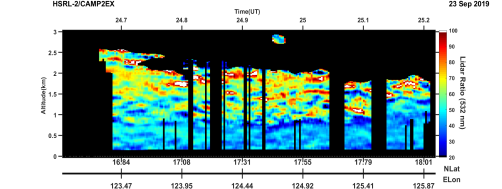 HSRL-2/CAMP2EX 23 Sep 2019
Time(UT)
24.7 24.8 24.9 25 25.1 25.2
3
2.5
2
1.5
1
0.5
0
Altitude(km)
100
90
80
70
60
50
40
30
20
Lidar Ratio (532 nm)
16.84 17.08 17.31 17.55 17.79 18.01
NLat
ELon
123.47 123.95 124.44 124.92 125.41 125.87